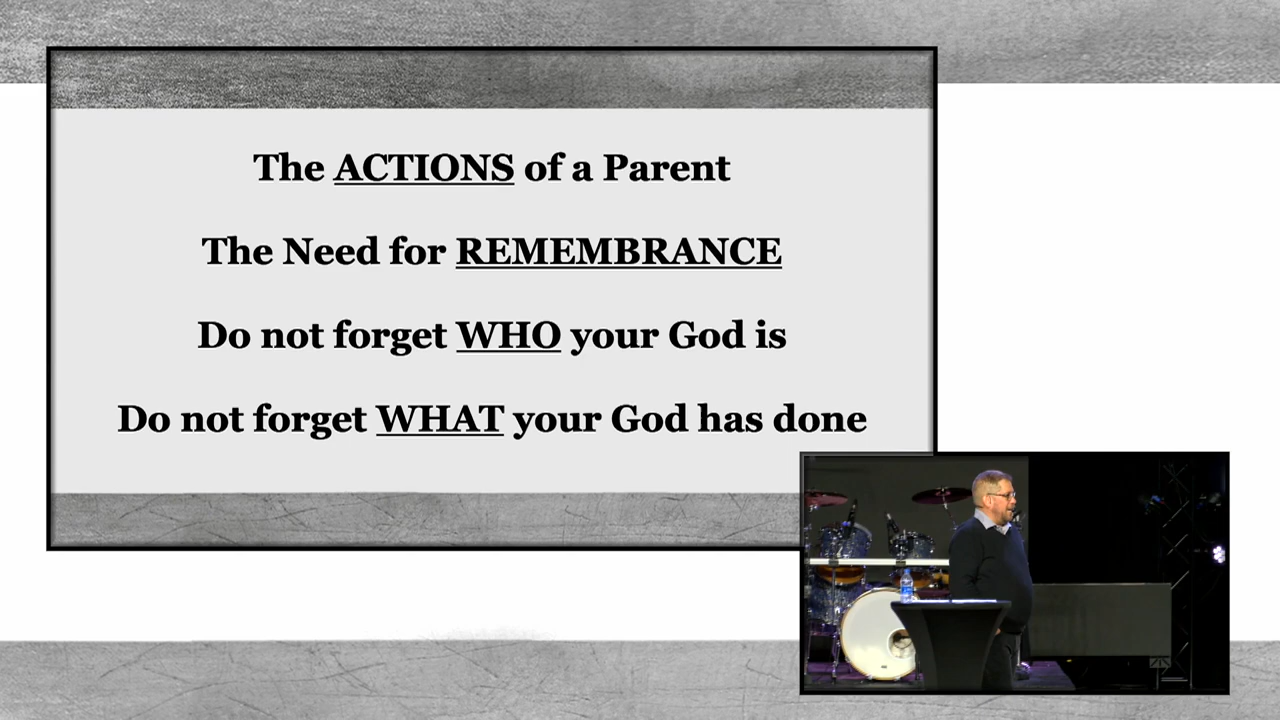 The ACTIONS of a Parent
The Need for REMEMBRANCE
Do not forget WHO your God is
Do not forget WHAT your God has done